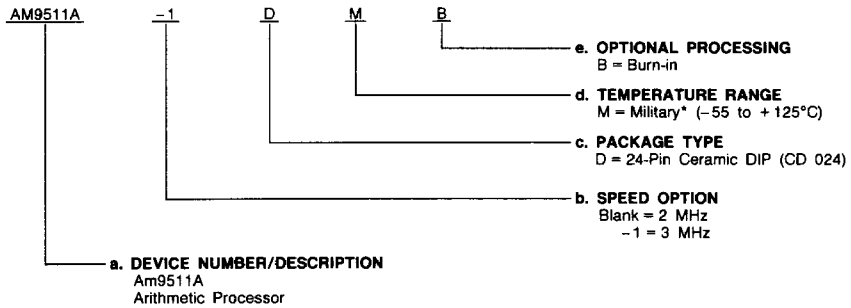 AM9511A -1 D M B
e. OPTIONAL PROCESSING
B = Burn-in
d. TEMPERATURE RANGE
M = Military* (-55 to +125°C)
c. PACKAGE TYPE
D = 24-Pin Ceramic DIP (CD 024)
b. SPEED OPTION
Blank = 2 MHz
-1 = 3 MHz
a. DEVICE NUMBER/DESCRIPTION
Am9511A
Arithmetic Processor